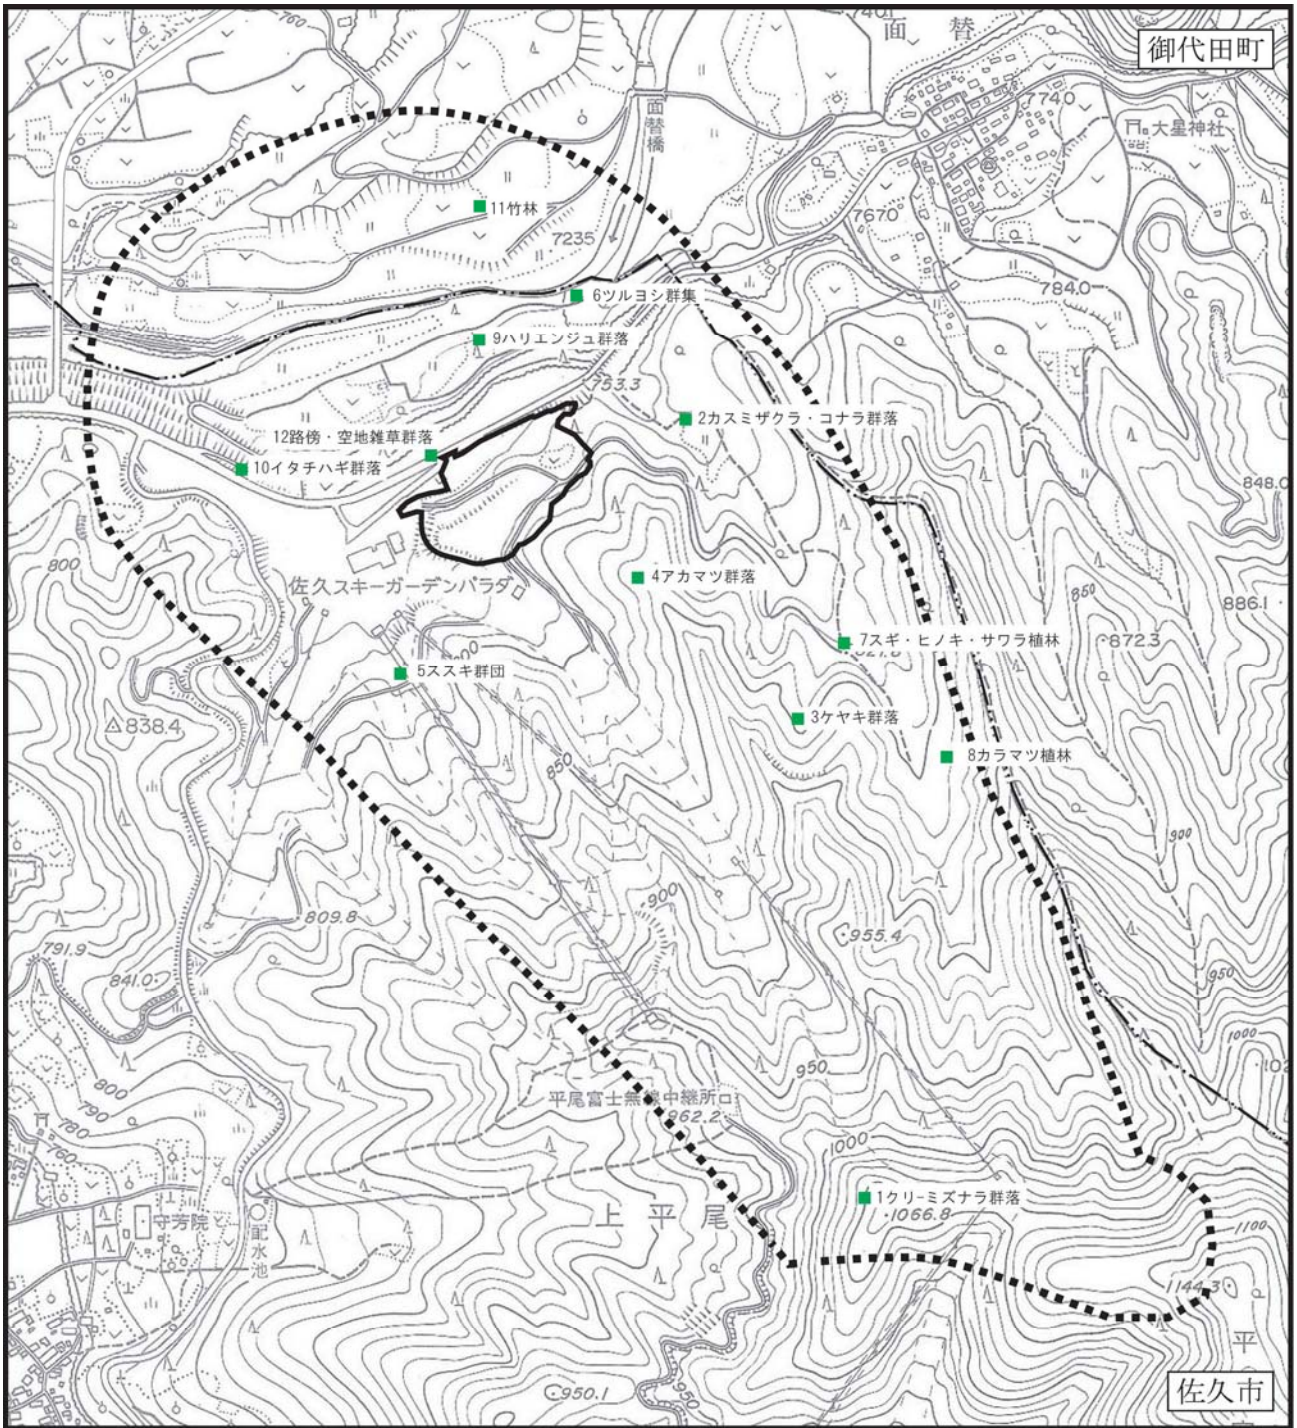 760
740
面替
御代田町
774.0
面替橋
大星神社
11竹林
7235
7670
784.0
6ツルヨシ群集
9ハリエンジュ群落
753.3
2カスミザクラ・コナラ群落
12路傍・空地雑草群落
10イタチハギ群落
848.0
800
4アカマツ群落
佐久スキーガーデンパラダ
850
886.1
7スギ・ヒノキ・サワラ植林
872.3
5ススキ群団
3ケヤキ群落
838.4
8カラマツ植林
850
900
900
809.8
955.4
791.9
841.0
950
1000
950
800
790
780
760
平尾富士無線中継所
962.2
1000
1クリ-ミズナラ群落
1066.8
守芳院
配水池
上平尾
1100
1144.3
平
950.1
950
佐久市